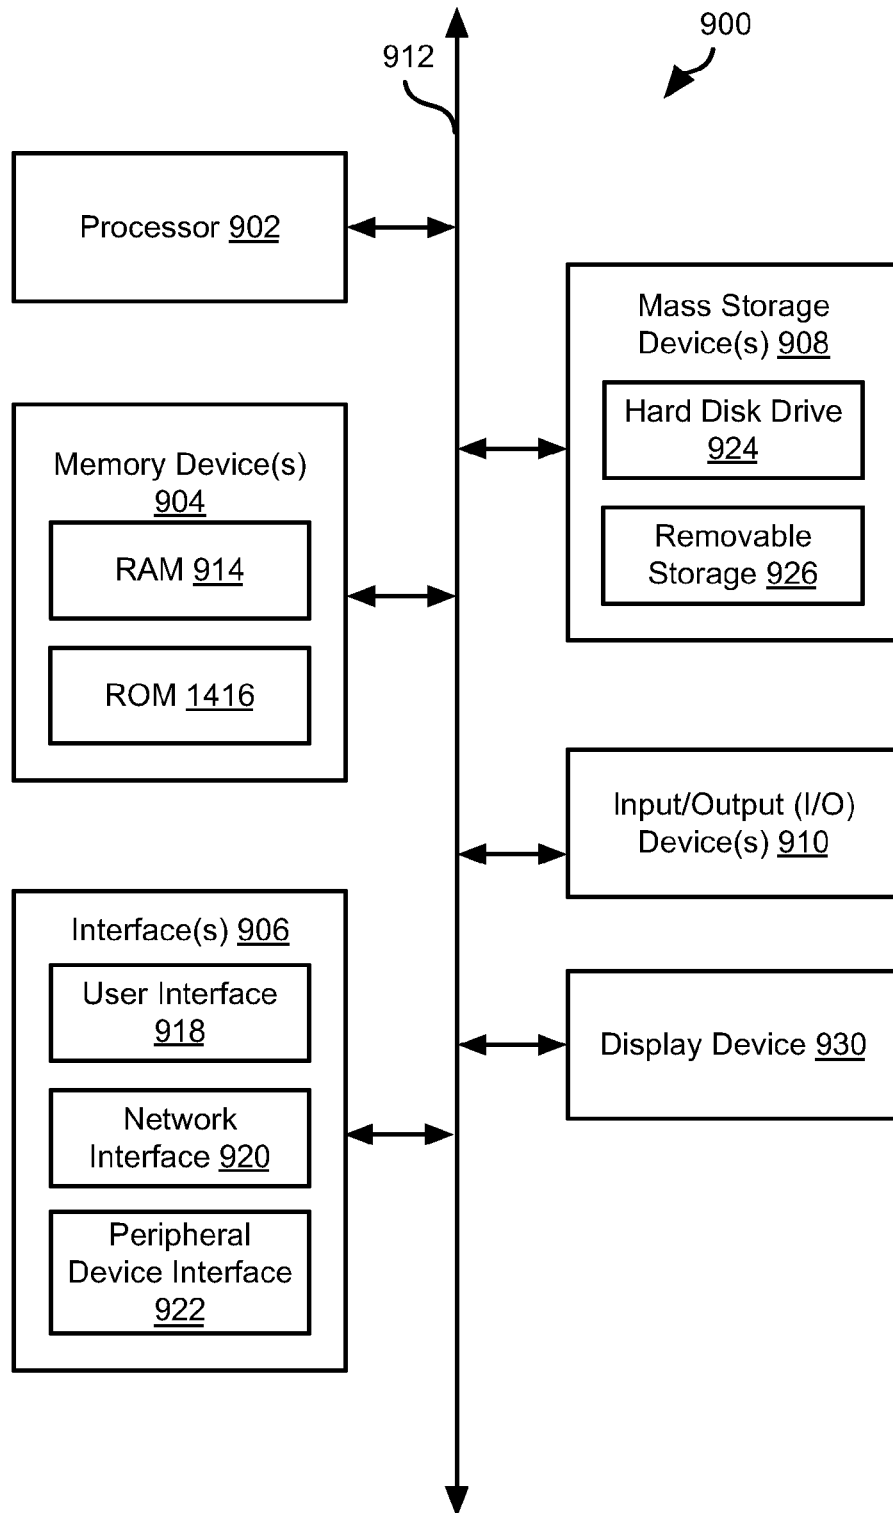 900
912
Processor 902
Mass Storage
Device(s) 908
Hard Disk Drive
924
Removable
Storage 926
Memory Device(s)
904
RAM 914
ROM 1416
Input/Output (I/O)
Device(s) 910
Interface(s) 906
User Interface
918
Network
Interface 920
Peripheral
Device Interface
922
Display Device 930